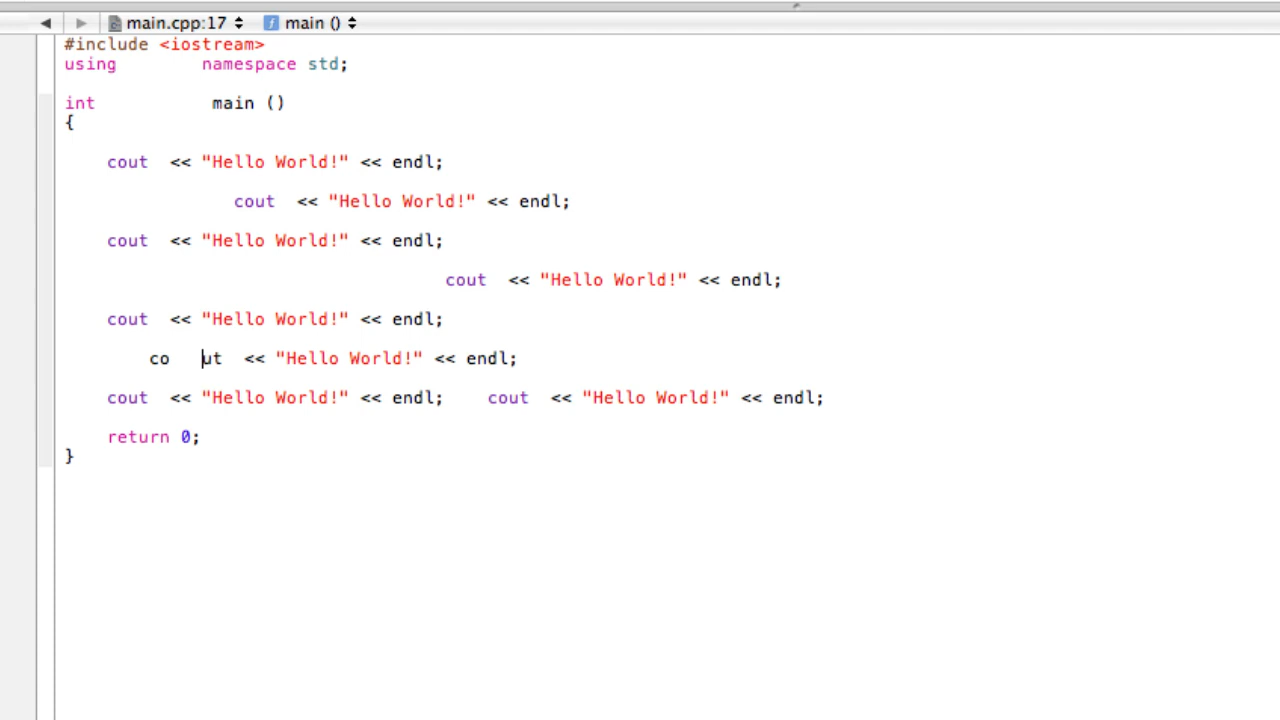 main.cpp:17 main ()
#include <iostream>
using        namespace std;
int           main ()
{
    cout  << "Hello World!" << endl;
                cout  << "Hello World!" << endl;
    cout  << "Hello World!" << endl;
                                    cout  << "Hello World!" << endl;
    cout  << "Hello World!" << endl;
        co   ut  << "Hello World!" << endl;
    cout  << "Hello World!" << endl;    cout  << "Hello World!" << endl;
    return 0;
}